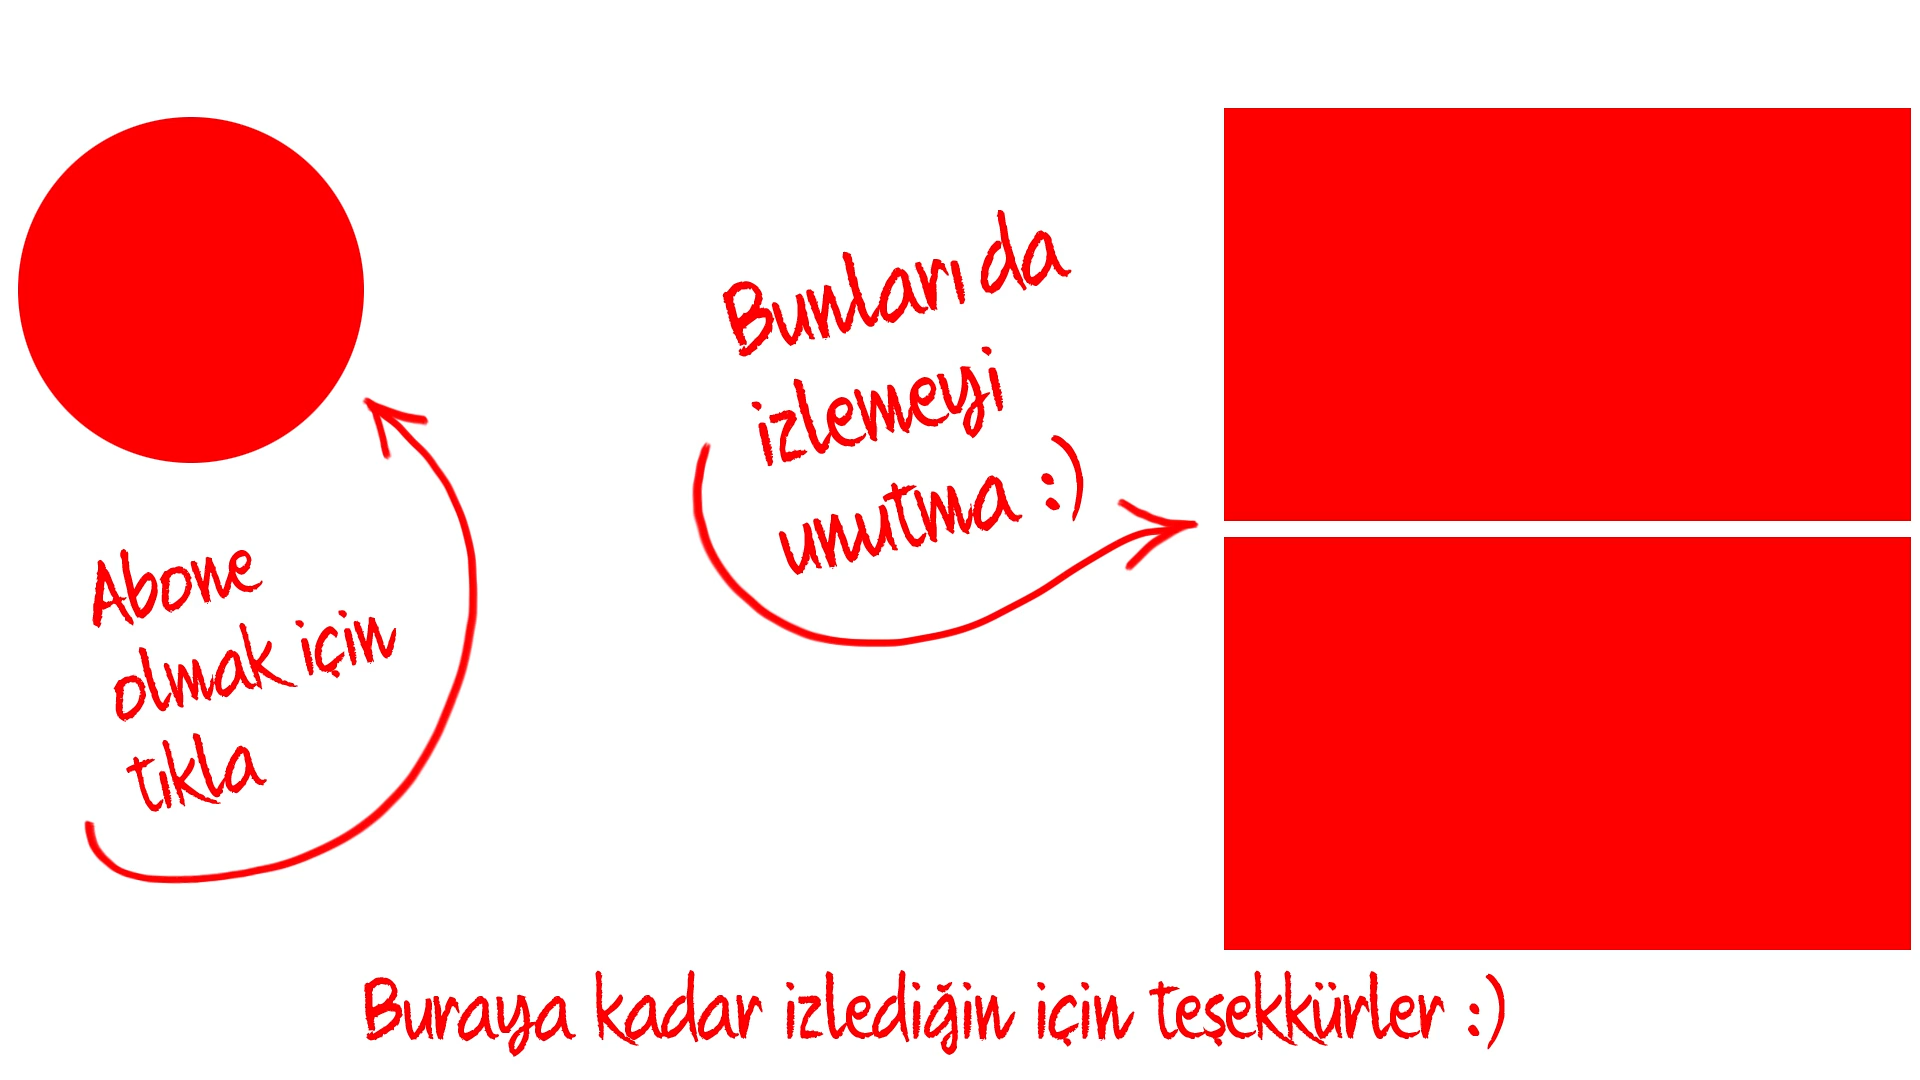 Abone
olmak için
tıkla
Bunları da
izlemeyi
unutma :)
Buraya kadar izlediğin için teşekkürler :)